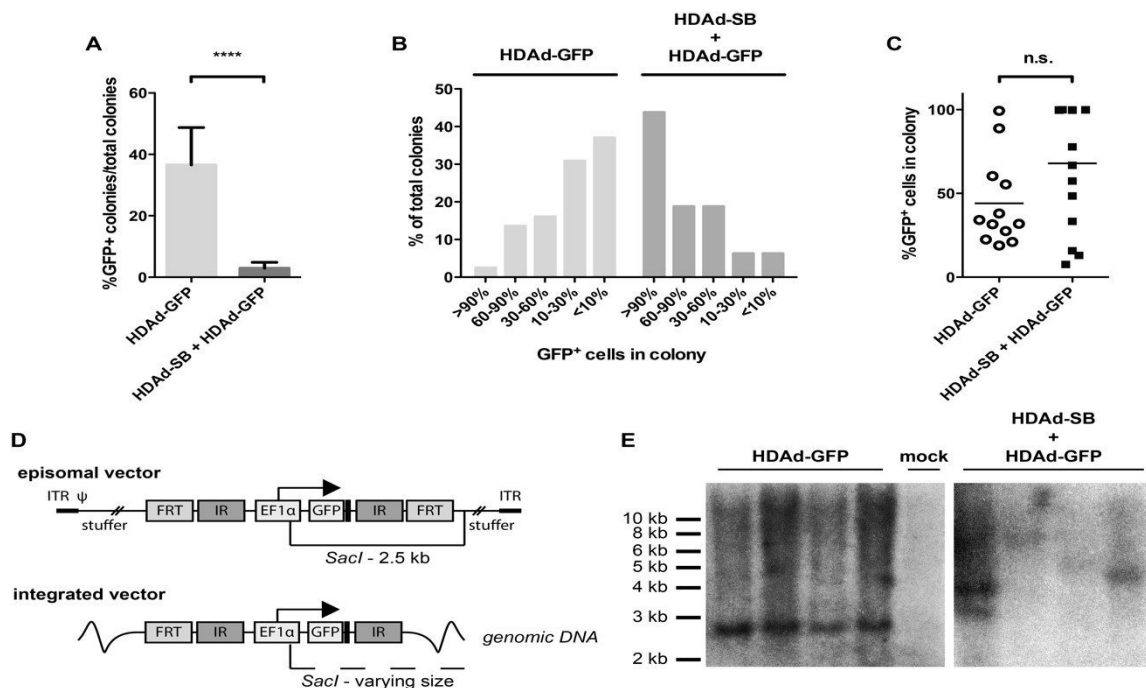 A
****
%GFP+ colonies/total colonies
60
40
20
0
HDAd-GFP
HDAd-SB + HDAd-GFP
B
HDAd-GFP
HDAd-SB
+
HDAd-GFP
% of total colonies
50
40
30
20
10
0
>90%
60-90%
30-60%
10-30%
<10%
>90%
60-90%
30-60%
10-30%
<10%
GFP+ cells in colony
C
n.s.
%GFP+ cells in colony
100
50
0
HDAd-GFP
HDAd-SB + HDAd-GFP
D
episomal vector
ITR ψ
stuffer
FRT
IR
EF1α
GFP
IR
FRT
stuffer
ITR
SacI - 2.5 kb
integrated vector
FRT
IR
EF1α
GFP
IR
genomic DNA
SacI - varying size
E
HDAd-GFP
mock
HDAd-SB
+
HDAd-GFP
10 kb
8 kb
6 kb
5 kb
4 kb
3 kb
2 kb